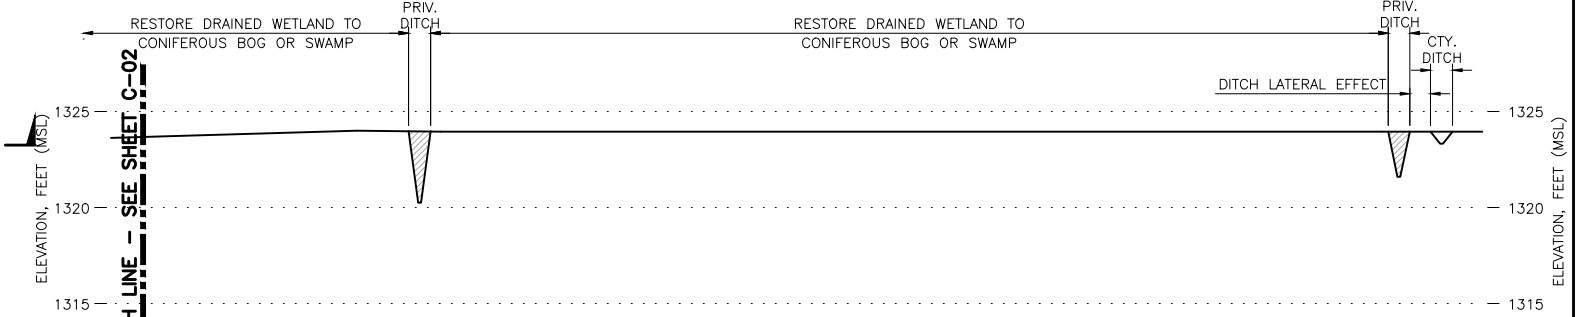 PRIV.
DITCH
RESTORE DRAINED WETLAND TO
CONIFEROUS BOG OR SWAMP
RESTORE DRAINED WETLAND TO
CONIFEROUS BOG OR SWAMP
PRIV.
DITCH
CTY.
DITCH
DITCH LATERAL EFFECT
1325
1325
1320
1320
1315
1315
ELEVATION, FEET (MSL)
H LINE - SEE SHEET C-02
ELEVATION, FEET (MSL)